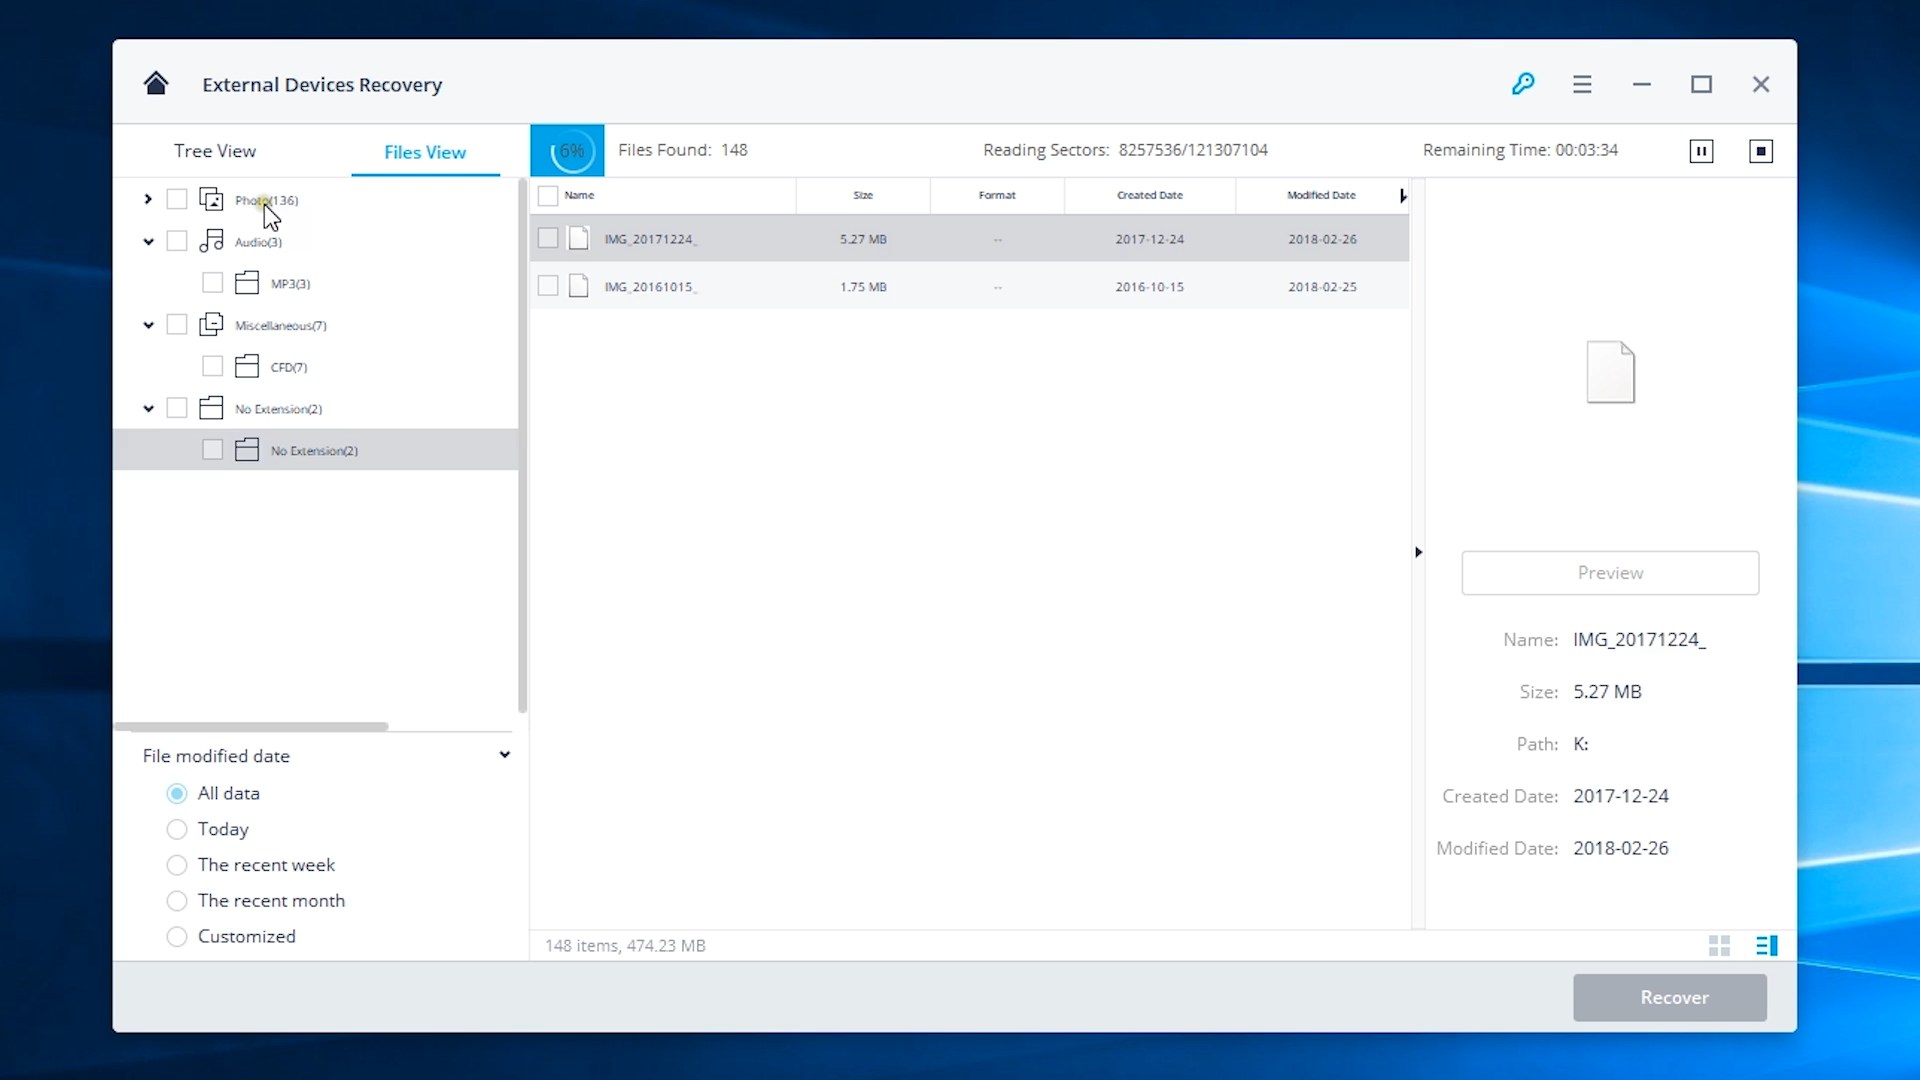 External Devices Recovery
Tree View
Files View
6%
Files Found: 148
Reading Sectors: 8257536/121307104
Remaining Time: 00:03:34
Photo(136)
Audio(3)
MP3(3)
Miscellaneous(7)
CFD(7)
No Extension(2)
No Extension(2)
Name Size Format Created Date Modified Date
IMG_20171224_ 5.27 MB -- 2017-12-24 2018-02-26
IMG_20161015_ 1.75 MB -- 2016-10-15 2018-02-25
Preview
Name: IMG_20171224_
Size: 5.27 MB
Path: K:
Created Date: 2017-12-24
Modified Date: 2018-02-26
File modified date
All data
Today
The recent week
The recent month
Customized
148 items, 474.23 MB
Recover